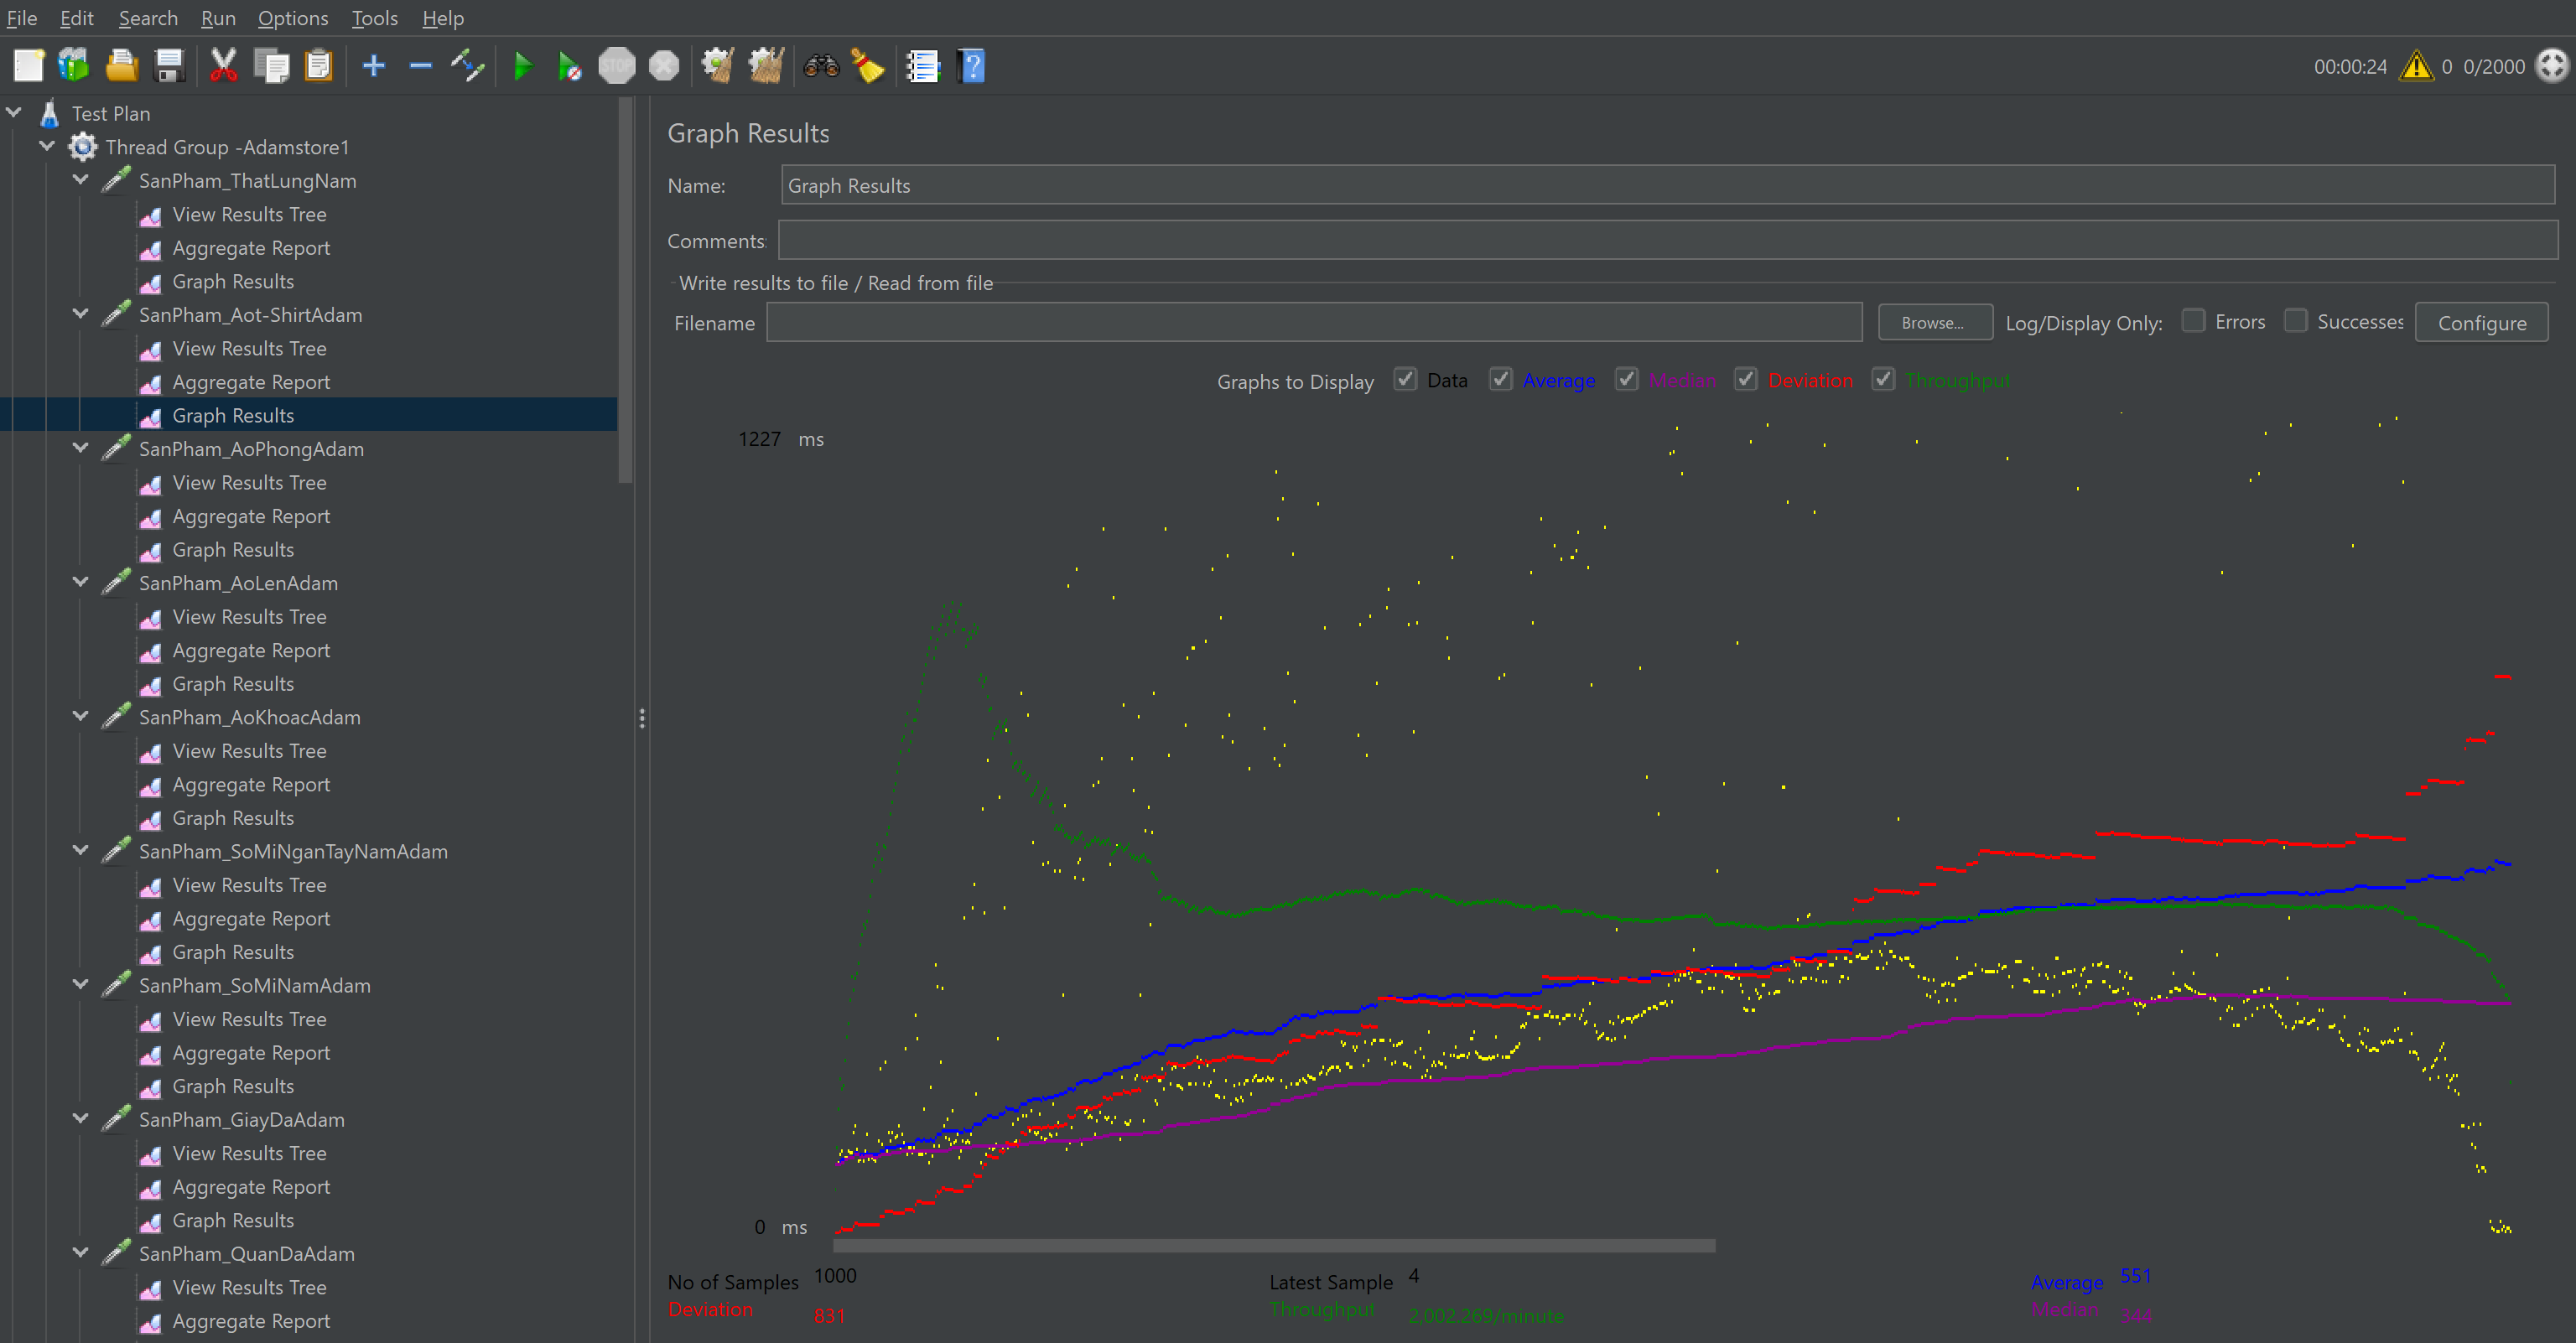 File Edit Search Run Options Tools Help
STOP
00:00:24 0 0/2000
Test Plan
Thread Group -Adamstore1
SanPham_ThatLungNam
View Results Tree
Aggregate Report
Graph Results
SanPham_Aot-ShirtAdam
View Results Tree
Aggregate Report
Graph Results
SanPham_AoPhongAdam
View Results Tree
Aggregate Report
Graph Results
SanPham_AoLenAdam
View Results Tree
Aggregate Report
Graph Results
SanPham_AoKhoacAdam
View Results Tree
Aggregate Report
Graph Results
SanPham_SoMiNganTayNamAdam
View Results Tree
Aggregate Report
Graph Results
SanPham_SoMiNamAdam
View Results Tree
Aggregate Report
Graph Results
SanPham_GiayDaAdam
View Results Tree
Aggregate Report
Graph Results
SanPham_QuanDaAdam
View Results Tree
Aggregate Report
Graph Results
Name: Graph Results
Comments:
Write results to file / Read from file
Filename Browse... Log/Display Only: Errors Successes Configure
Graphs to Display Data Average Median Deviation Throughput
1227 ms
0 ms
No of Samples 1000 Latest Sample 4 Average 551
Deviation 831 Throughput 2,002.269/minute Median 344